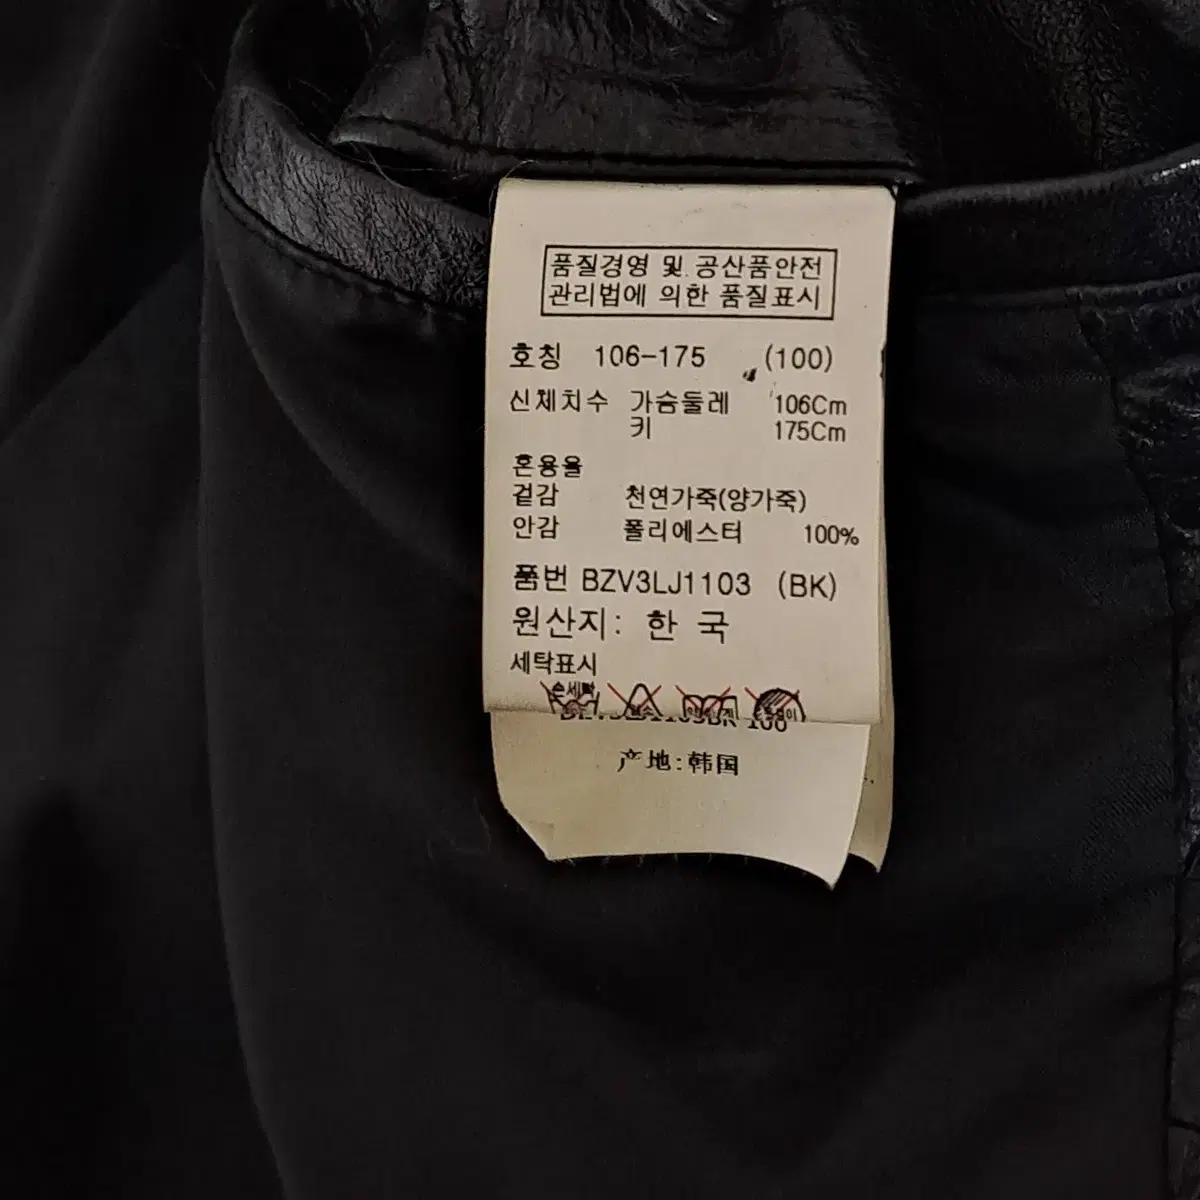 품질경영 및 공산품안전
관리법에 의한 품질표시
호칭 106-175 (100)
신체치수 가슴둘레 106Cm
키 175Cm
혼용율
겉감 천연가죽(양가죽)
안감 폴리에스터 100%
품번 BZV3LJ1103 (BK)
원산지: 한 국
세탁표시
손세탁
产地:韩国